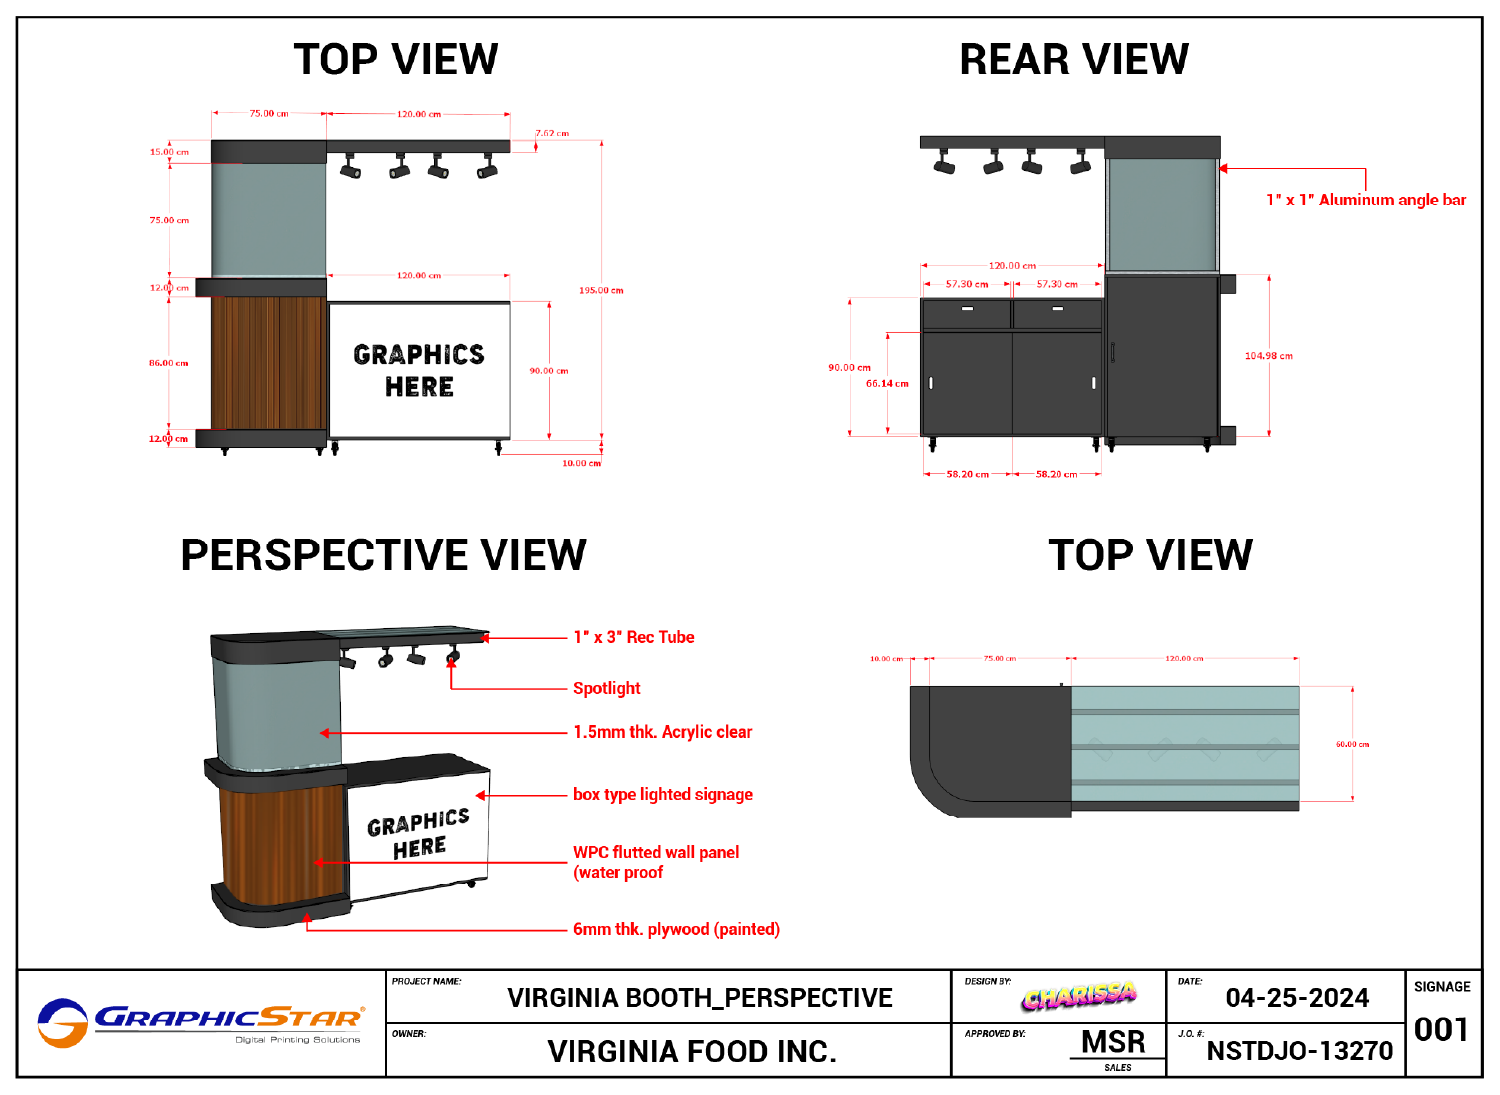 TOP VIEW
REAR VIEW
75.00 cm
120.00 cm
7.62 cm
15.00 cm
75.00 cm
12.00 cm
120.00 cm
195.00 cm
86.00 cm
90.00 cm
12.00 cm
10.00 cm
GRAPHICS
HERE
1" x 1" Aluminum angle bar
120.00 cm
57.30 cm
57.30 cm
104.98 cm
90.00 cm
66.14 cm
58.20 cm
58.20 cm
PERSPECTIVE VIEW
TOP VIEW
1" x 3" Rec Tube
Spotlight
1.5mm thk. Acrylic clear
box type lighted signage
GRAPHICS
HERE
WPC flutted wall panel
(water proof
6mm thk. plywood (painted)
10.00 cm
75.00 cm
120.00 cm
60.00 cm
GRAPHICSTAR®
Digital Printing Solutions
PROJECT NAME:
VIRGINIA BOOTH_PERSPECTIVE
OWNER:
VIRGINIA FOOD INC.
DESIGN BY:
CHARISSA
APPROVED BY:
MSR
SALES
DATE:
04-25-2024
J.O. #:
NSTDJO-13270
SIGNAGE
001